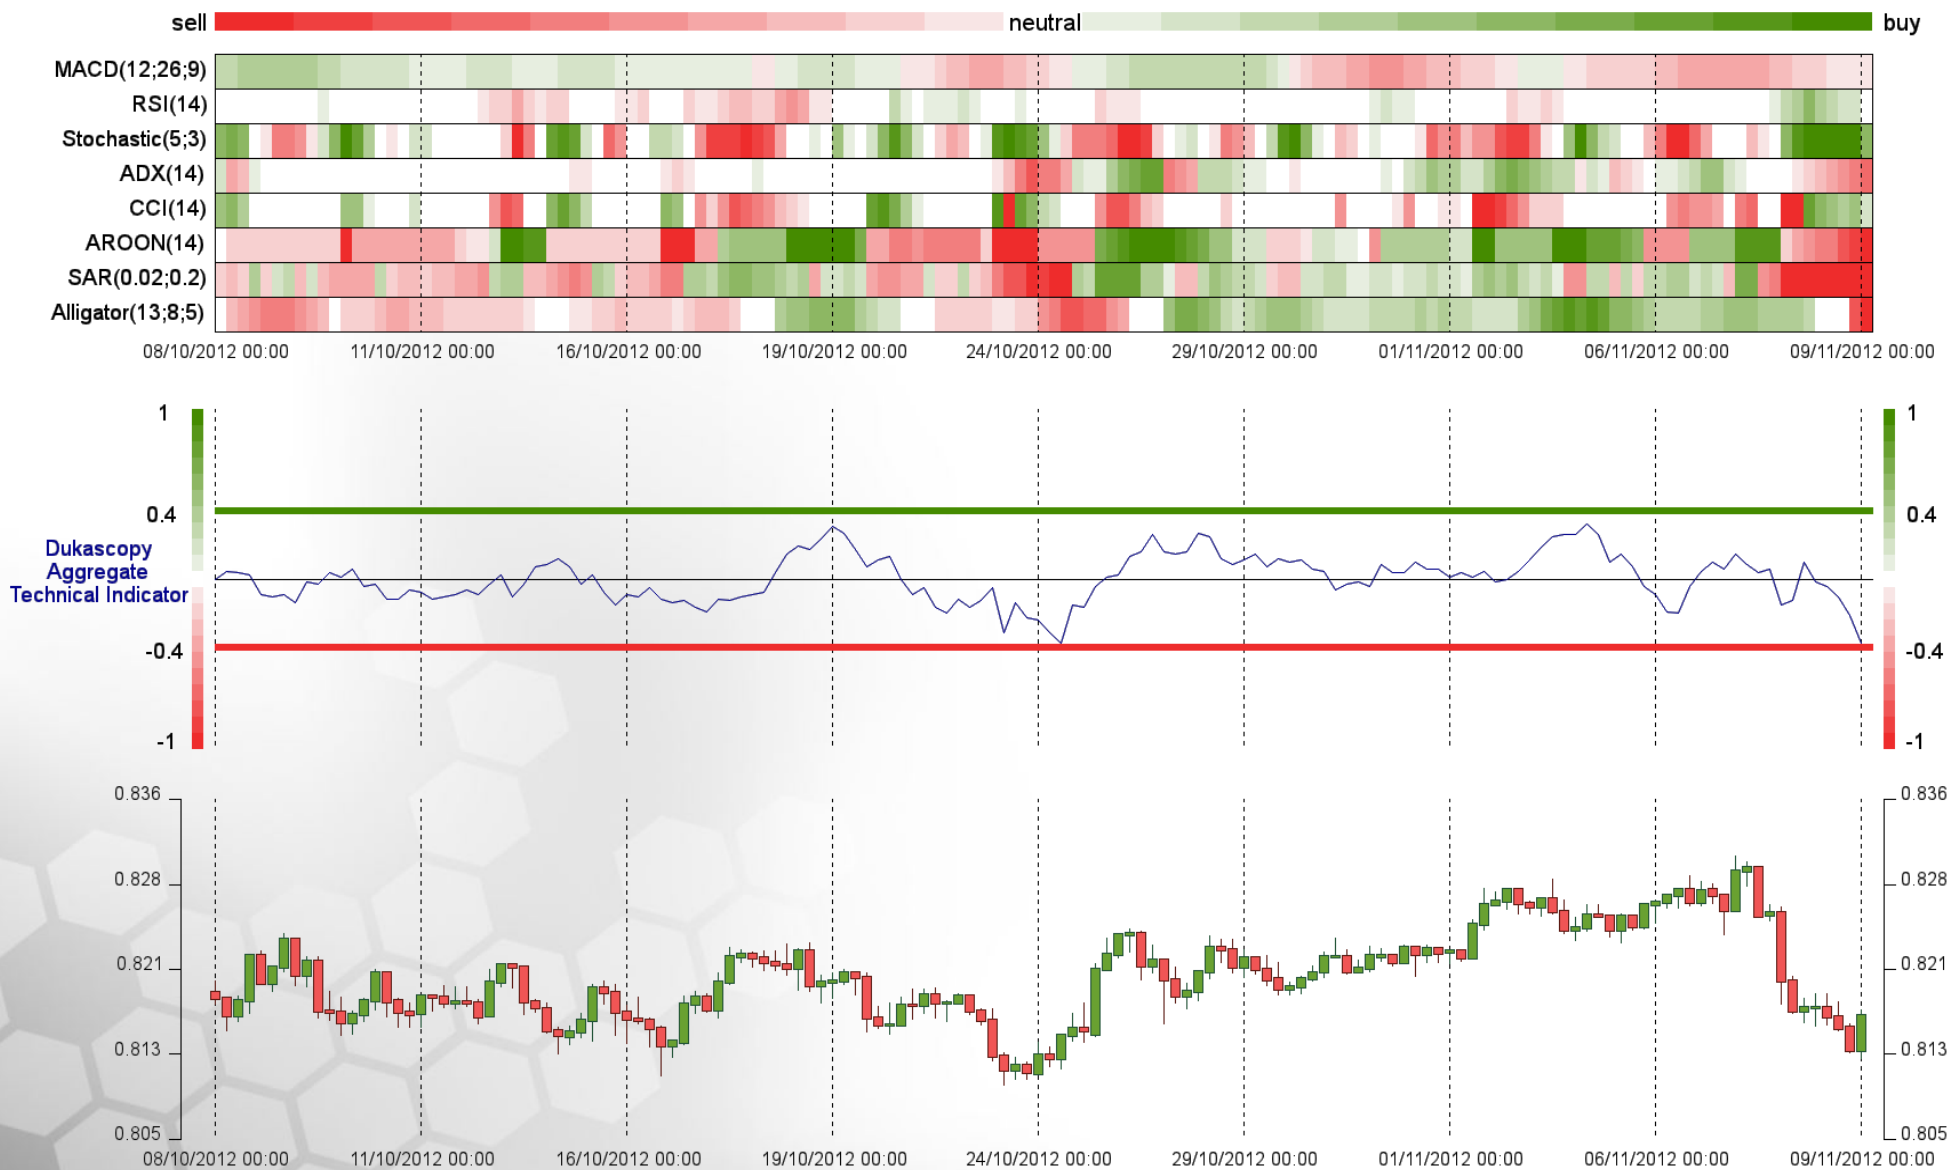 sell neutral buy
MACD(12;26;9)
RSI(14)
Stochastic(5;3)
ADX(14)
CCI(14)
AROON(14)
SAR(0.02;0.2)
Alligator(13;8;5)
08/10/2012 00:00 11/10/2012 00:00 16/10/2012 00:00 19/10/2012 00:00 24/10/2012 00:00 29/10/2012 00:00 01/11/2012 00:00 06/11/2012 00:00 09/11/2012 00:00
1 1
0.4 0.4
Dukascopy
Aggregate
Technical Indicator
-0.4 -0.4
-1 -1
0.836 0.836
0.828 0.828
0.821 0.821
0.813 0.813
0.805 0.805
08/10/2012 00:00 11/10/2012 00:00 16/10/2012 00:00 19/10/2012 00:00 24/10/2012 00:00 29/10/2012 00:00 01/11/2012 00:00 06/11/2012 00:00 09/11/2012 00:00